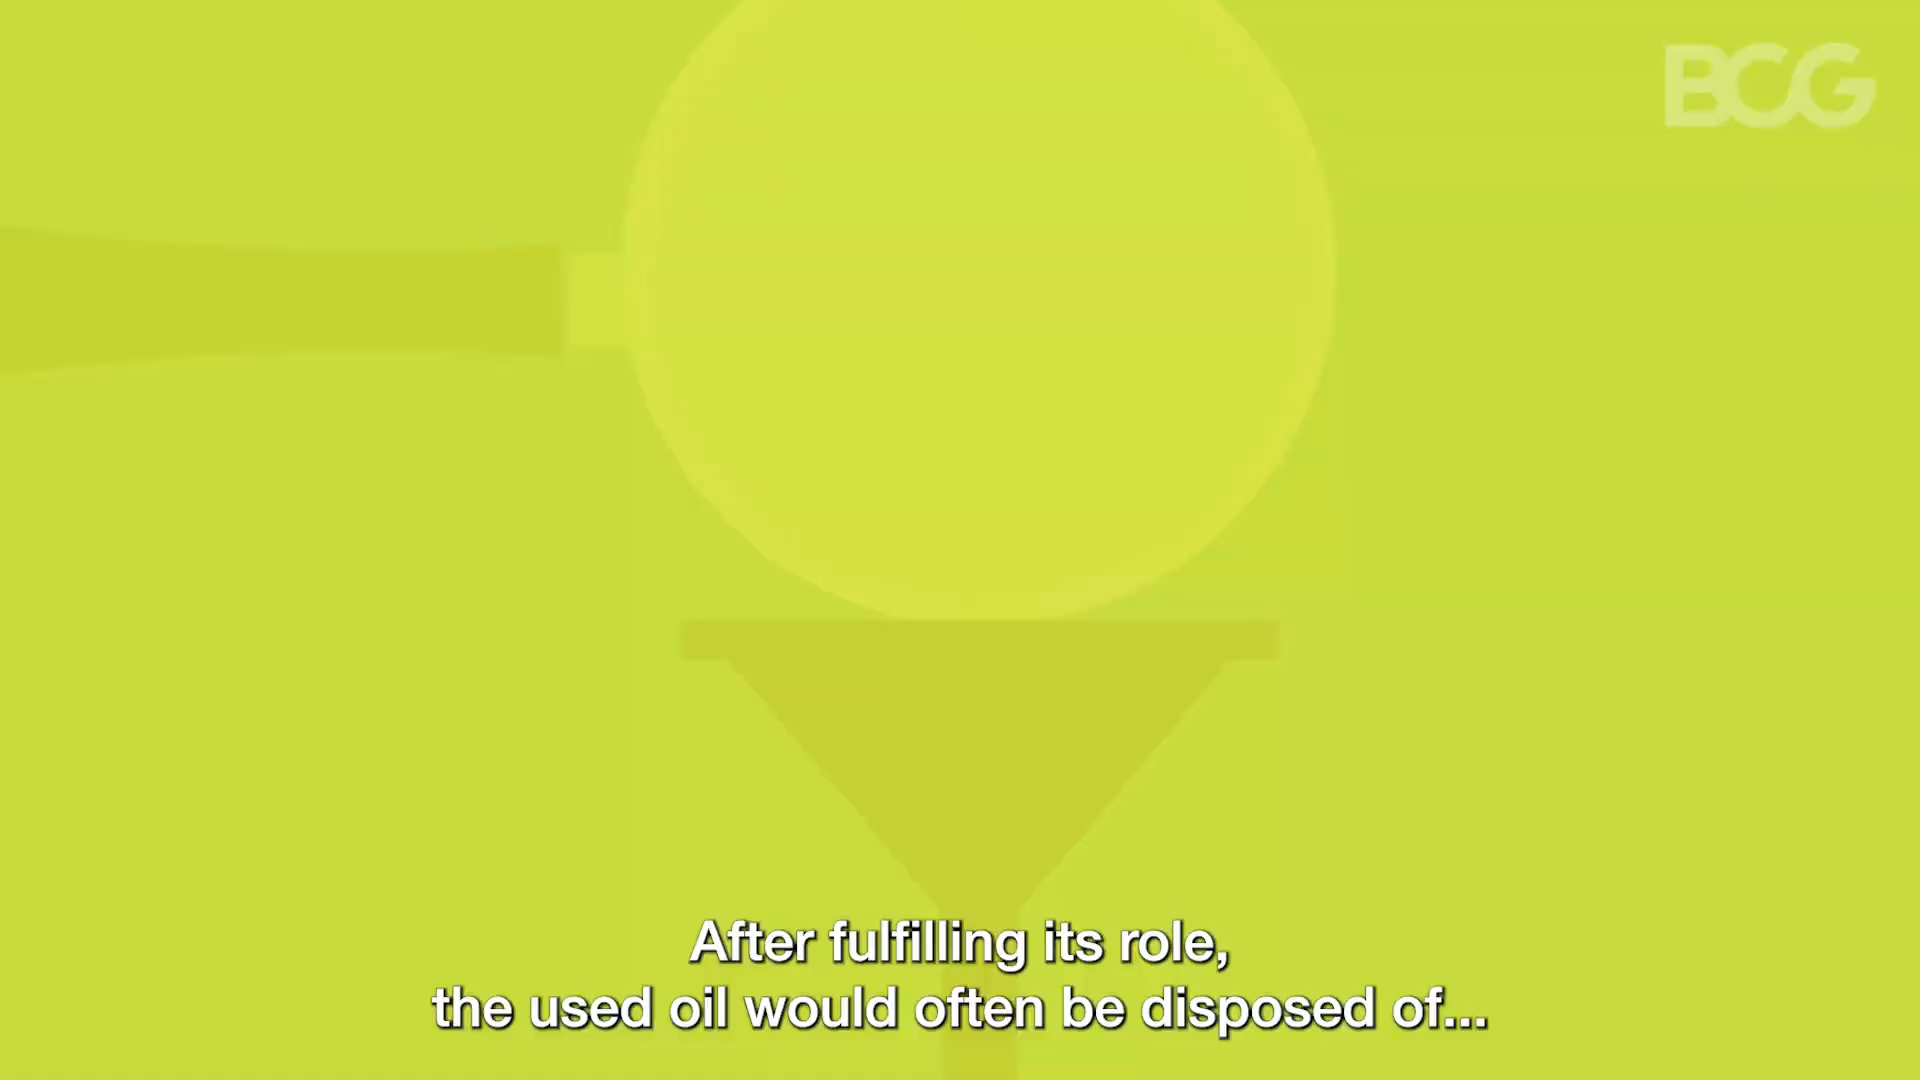 BCG
After fulfilling its role,
the used oil would often be disposed of...